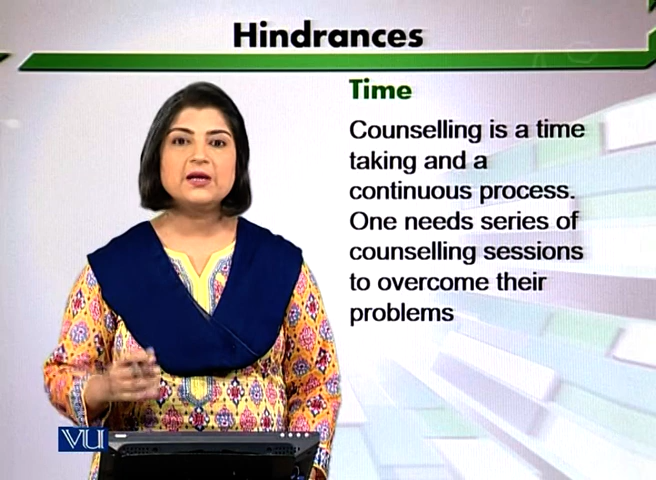 Hindrances
Time
Counselling is a time
taking and a
continuous process.
One needs series of
counselling sessions
to overcome their
problems
VU